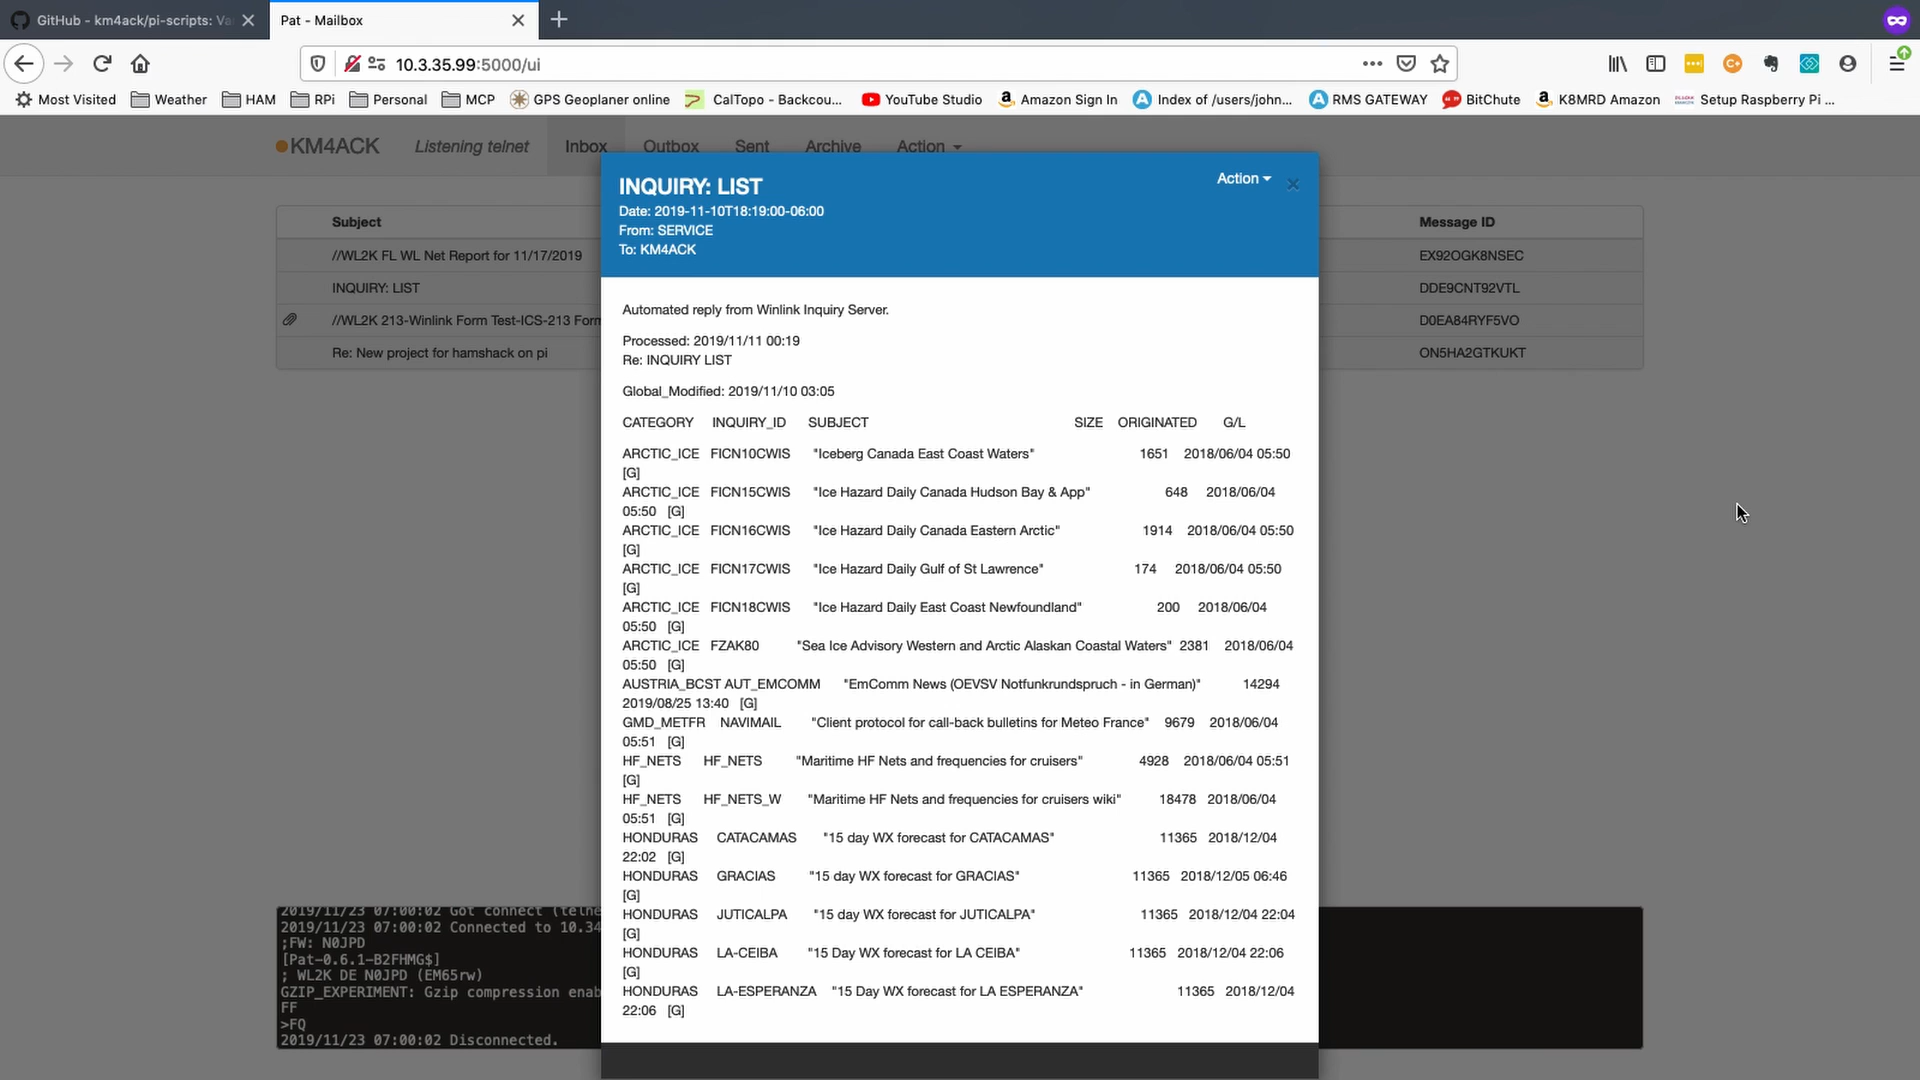 GitHub - km4ack/pi-scripts: Va
Pat - Mailbox
10.3.35.99:5000/ui
Most Visited
Weather
HAM
RPi
Personal
MCP
GPS Geoplaner online
CalTopo - Backcou...
YouTube Studio
Amazon Sign In
Index of /users/john...
RMS GATEWAY
BitChute
K8MRD Amazon
Setup Raspberry Pi ...
KM4ACK Listening telnet Inbox Outbox Sent Archive Action
INQUIRY: LIST
Action
×
Date: 2019-11-10T18:19:00-06:00
From: SERVICE
To: KM4ACK
Subject Message ID
//WL2K FL WL Net Report for 11/17/2019 EX92OGK8NSEC
INQUIRY: LIST DDE9CNT92VTL
//WL2K 213-Winlink Form Test-ICS-213 Form D0EA84RYF5VO
Re: New project for hamshack on pi ON5HA2GTKUKT
Automated reply from Winlink Inquiry Server.
Processed: 2019/11/11 00:19
Re: INQUIRY LIST
Global_Modified: 2019/11/10 03:05
CATEGORY INQUIRY_ID SUBJECT SIZE ORIGINATED G/L
ARCTIC_ICE FICN10CWIS "Iceberg Canada East Coast Waters" 1651 2018/06/04 05:50
[G]
ARCTIC_ICE FICN15CWIS "Ice Hazard Daily Canada Hudson Bay & App" 648 2018/06/04
05:50 [G]
ARCTIC_ICE FICN16CWIS "Ice Hazard Daily Canada Eastern Arctic" 1914 2018/06/04 05:50
[G]
ARCTIC_ICE FICN17CWIS "Ice Hazard Daily Gulf of St Lawrence" 174 2018/06/04 05:50
[G]
ARCTIC_ICE FICN18CWIS "Ice Hazard Daily East Coast Newfoundland" 200 2018/06/04
05:50 [G]
ARCTIC_ICE FZAK80 "Sea Ice Advisory Western and Arctic Alaskan Coastal Waters" 2381 2018/06/04
05:50 [G]
AUSTRIA_BCST AUT_EMCOMM "EmComm News (OEVSV Notfunkrundspruch - in German)" 14294
2019/08/25 13:40 [G]
GMD_METFR NAVIMAIL "Client protocol for call-back bulletins for Meteo France" 9679 2018/06/04
05:51 [G]
HF_NETS HF_NETS "Maritime HF Nets and frequencies for cruisers" 4928 2018/06/04 05:51
[G]
HF_NETS HF_NETS_W "Maritime HF Nets and frequencies for cruisers wiki" 18478 2018/06/04
05:51 [G]
HONDURAS CATACAMAS "15 day WX forecast for CATACAMAS" 11365 2018/12/04
22:02 [G]
HONDURAS GRACIAS "15 day WX forecast for GRACIAS" 11365 2018/12/05 06:46
[G]
HONDURAS JUTICALPA "15 day WX forecast for JUTICALPA" 11365 2018/12/04 22:04
[G]
HONDURAS LA-CEIBA "15 Day WX forecast for LA CEIBA" 11365 2018/12/04 22:06
[G]
HONDURAS LA-ESPERANZA "15 Day WX forecast for LA ESPERANZA" 11365 2018/12/04
22:06 [G]
2019/11/23 07:00:02 Got connect (telne
2019/11/23 07:00:02 Connected to 10.34
;FW: N0JPD
[Pat-0.6.1-B2FHMG$]
; WL2K DE N0JPD (EM65rw)
GZIP_EXPERIMENT: Gzip compression enab
FF
>FQ
2019/11/23 07:00:02 Disconnected.